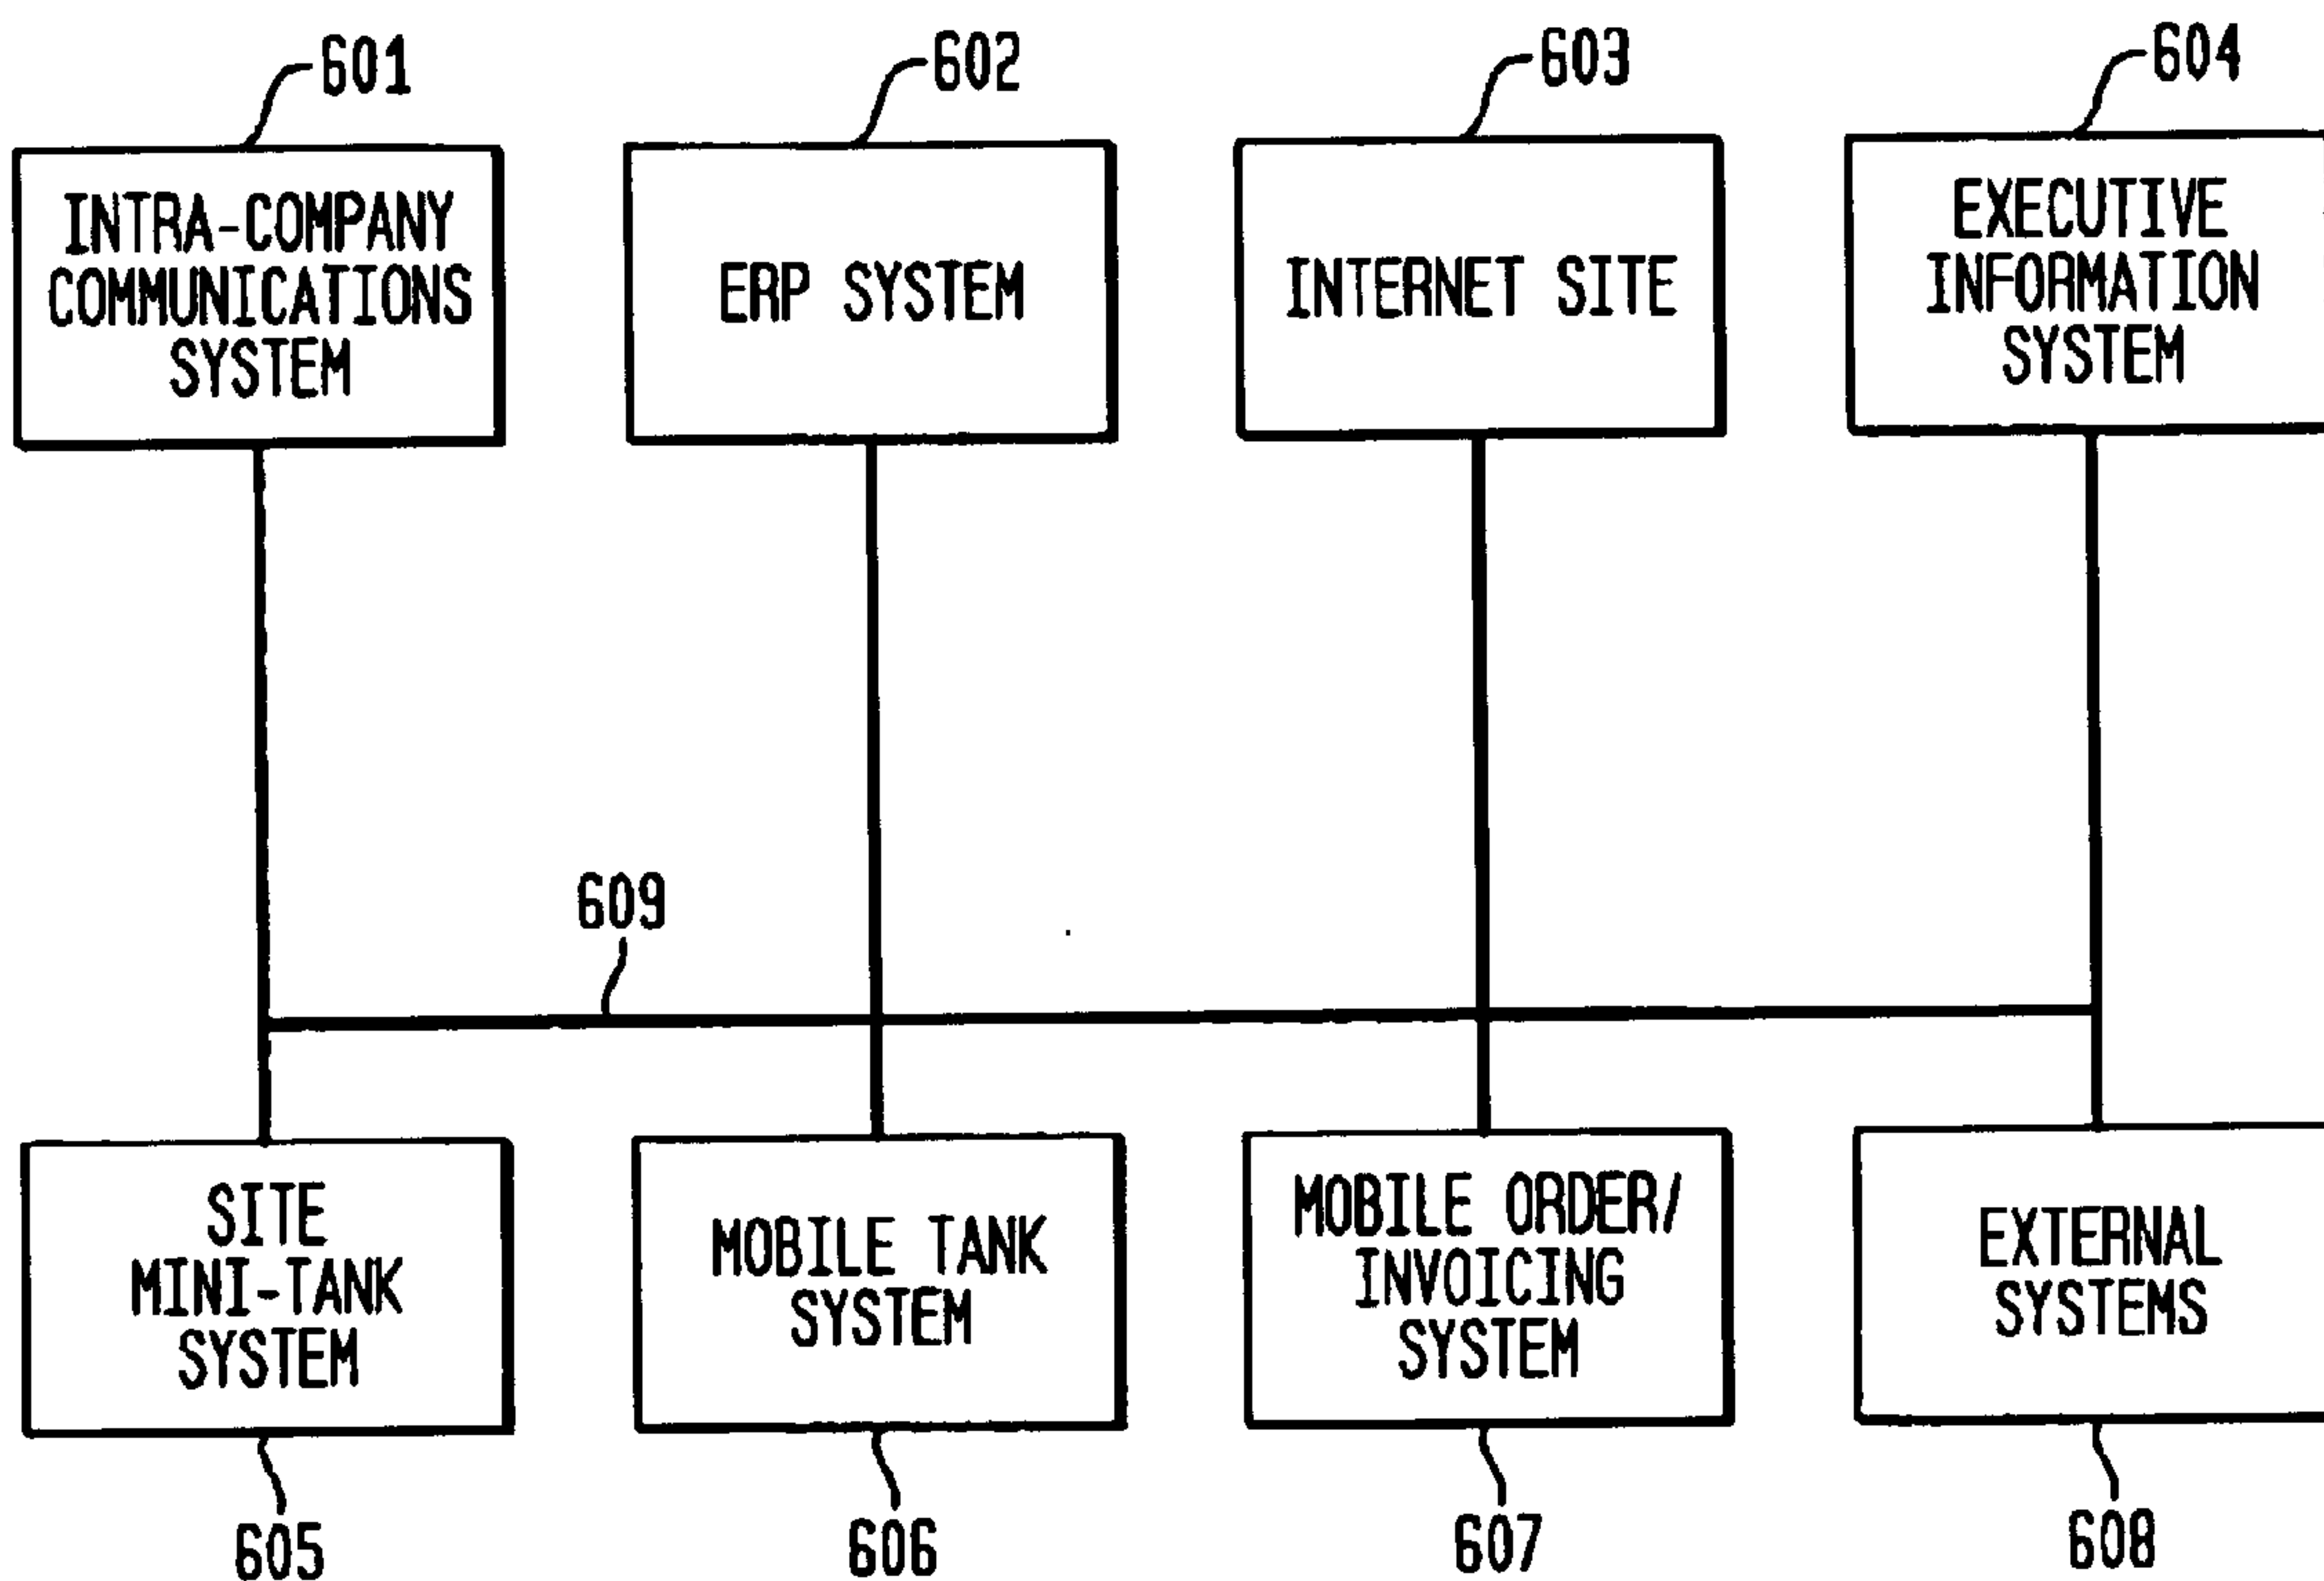 601
602
603
604
INTRA-COMPANY
COMMUNICATIONS
SYSTEM
ERP SYSTEM
INTERNET SITE
EXECUTIVE
INFORMATION
SYSTEM
609
SITE
MINI-TANK
SYSTEM
MOBILE TANK
SYSTEM
MOBILE ORDER/
INVOICING
SYSTEM
EXTERNAL
SYSTEMS
605
606
607
608